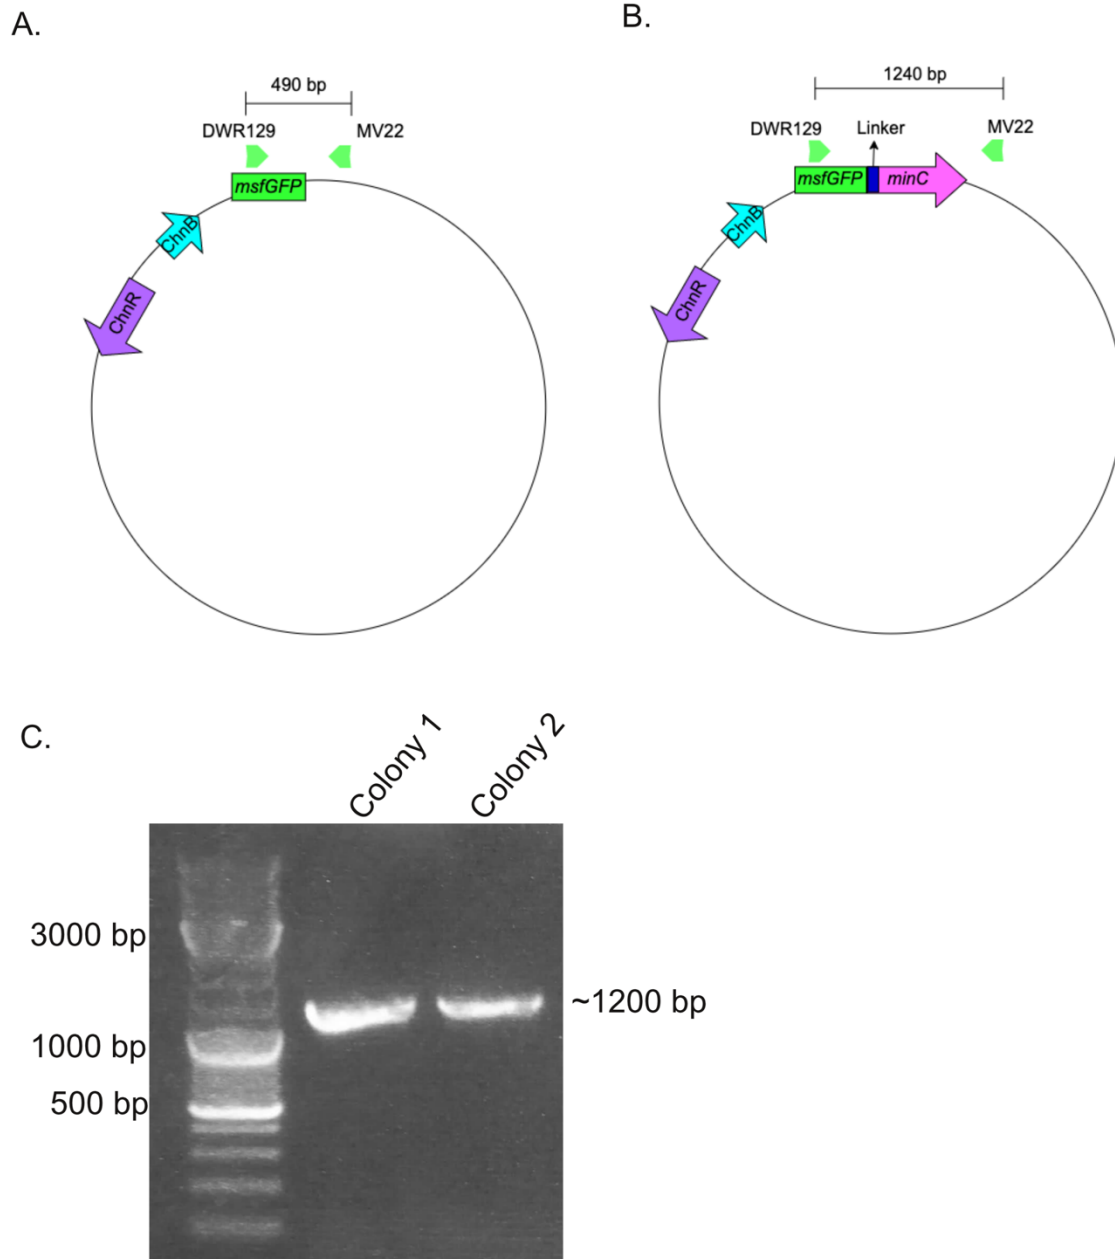 A.
490 bp
DWR129
MV22
msfGFP
ChnB
ChnR
B.
1240 bp
DWR129
Linker
MV22
msfGFP
minC
ChnB
ChnR
C.
Colony 1
Colony 2
3000 bp
~1200 bp
1000 bp
500 bp